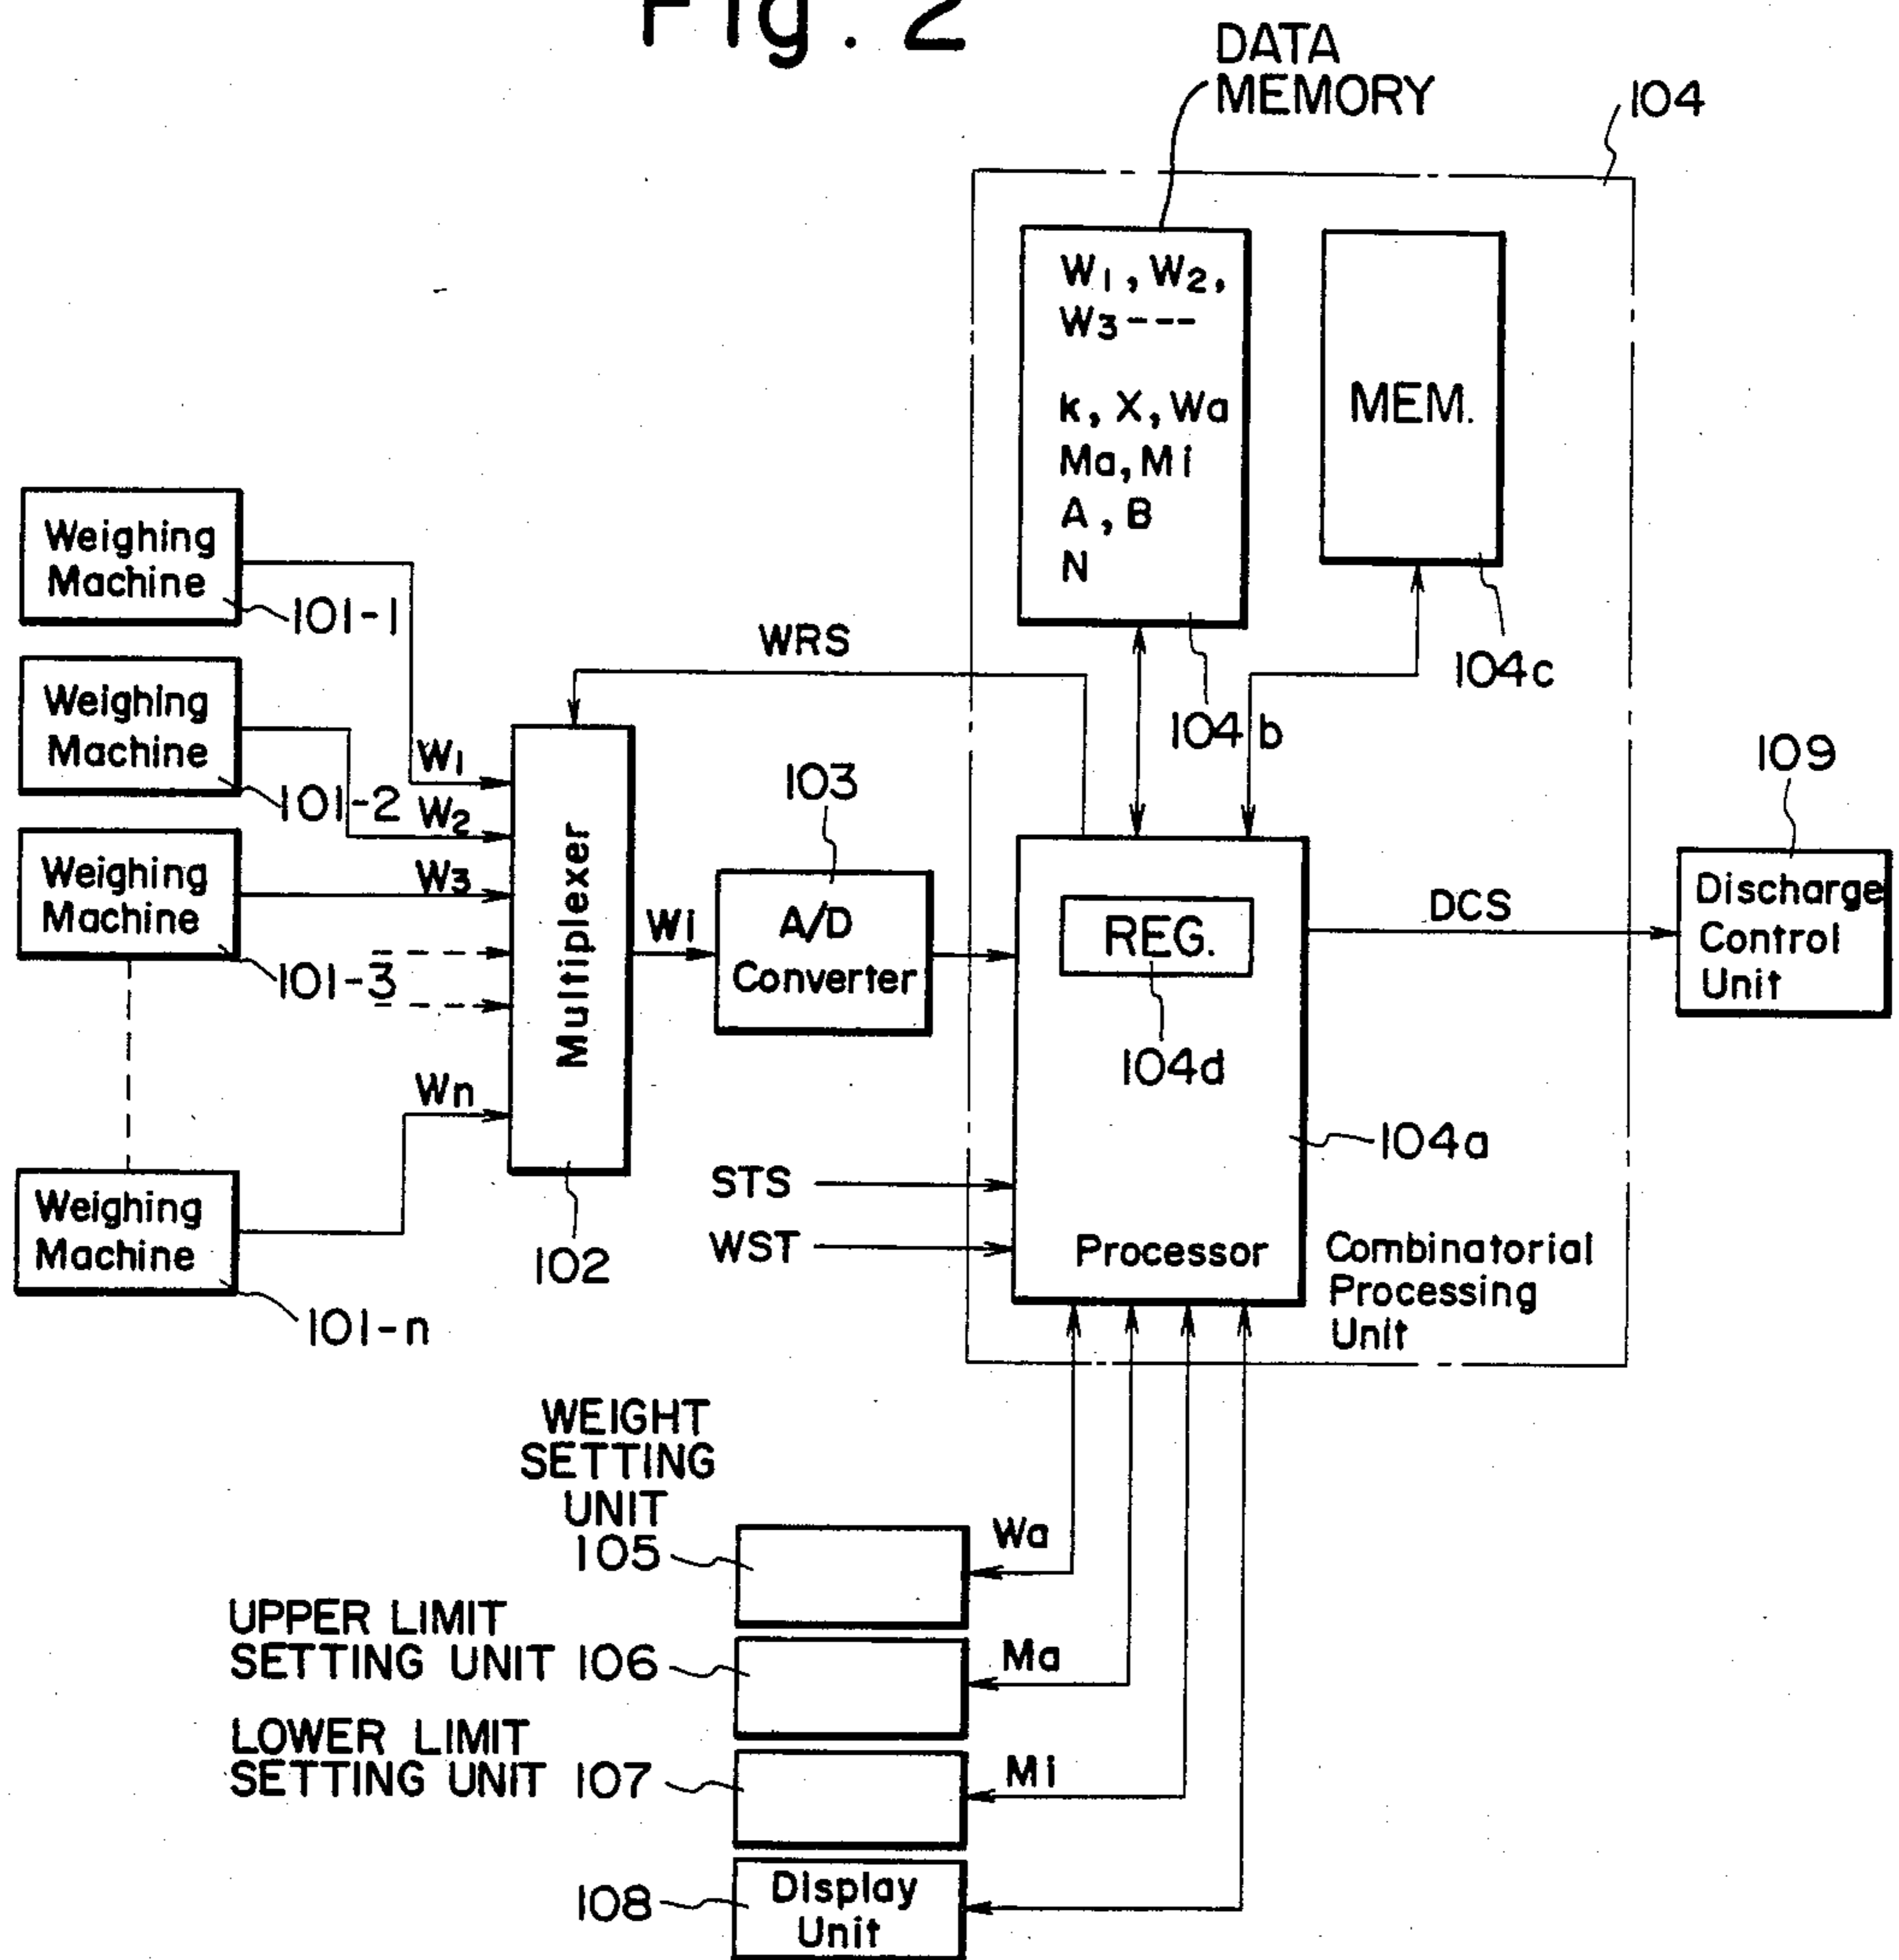 Fig. 2
DATA
MEMORY
104
W1, W2,
W3---
k, X, Wa
Ma, Mi
A, B
N
MEM.
104c
104b
Weighing
Machine
101-1
Weighing
Machine
101-2
Weighing
Machine
101-3
Weighing
Machine
101-n
W1
W2
W3
Wn
WRS
Multiplexer
102
Wi
103
A/D
Converter
REG.
104d
104a
STS
WST
Processor
Combinatorial
Processing
Unit
DCS
109
Discharge
Control
Unit
WEIGHT
SETTING
UNIT
105
Wa
UPPER LIMIT
SETTING UNIT 106
Ma
LOWER LIMIT
SETTING UNIT 107
Mi
108
Display
Unit